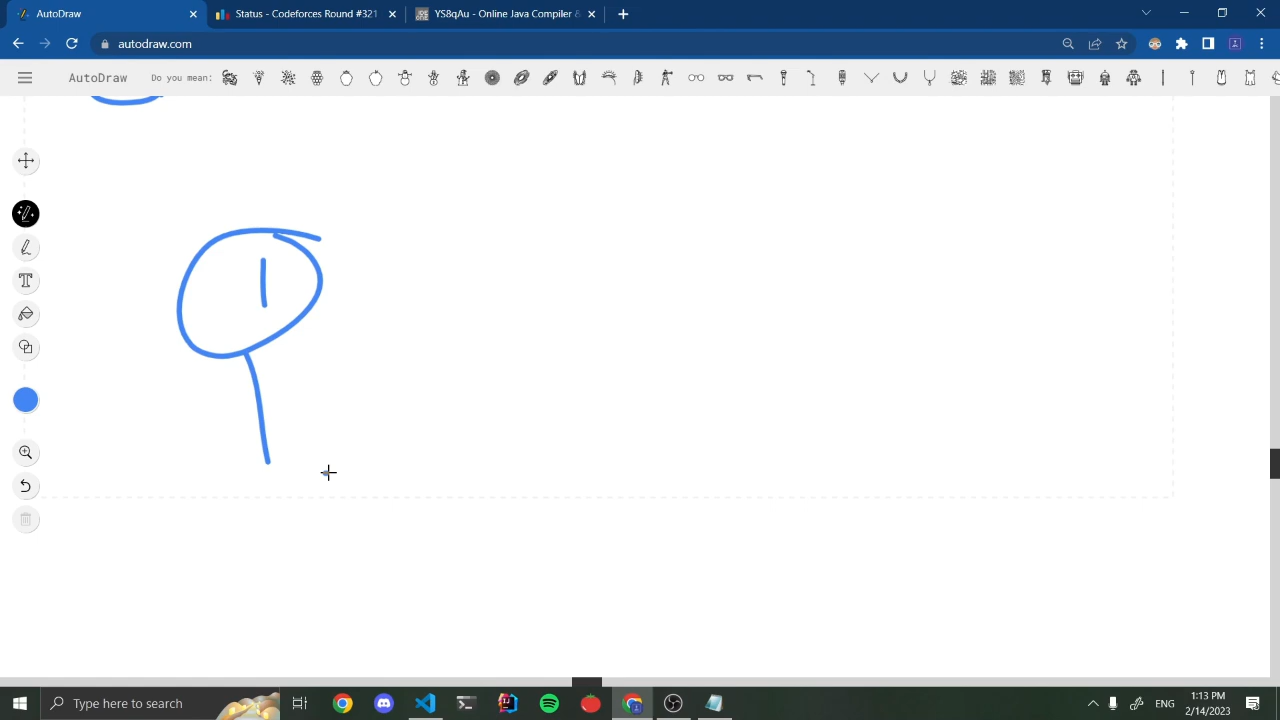 AutoDraw
Status - Codeforces Round #321
YS8qAu - Online Java Compiler &
autodraw.com
AutoDraw
Do you mean:
1
Type here to search
ENG
1:13 PM
2/14/2023